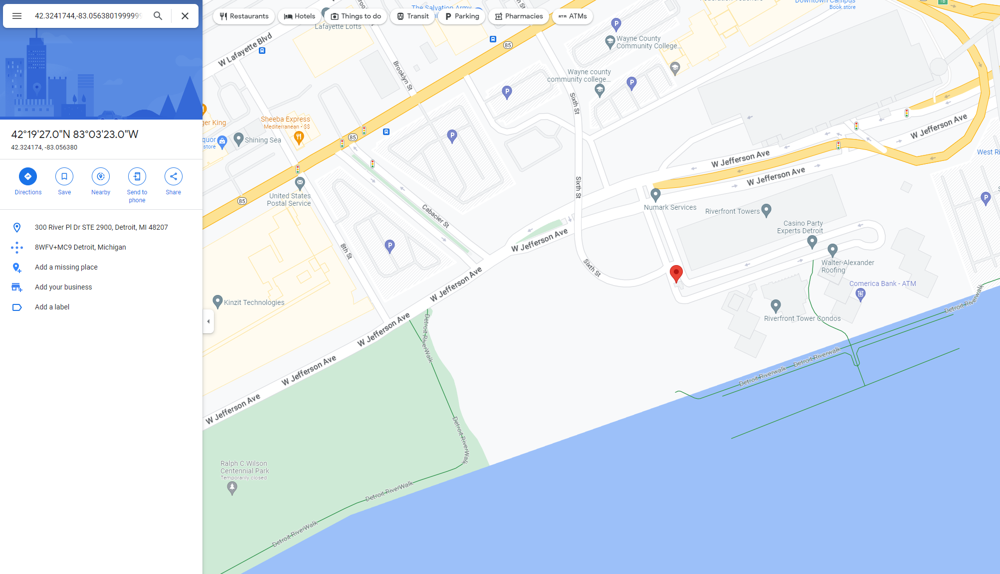 42.3241744,-83.0563801999999
Restaurants
Hotels
Things to do
Transit
Parking
Pharmacies
ATMs
42°19'27.0"N 83°03'23.0"W
42.324174, -83.056380
Directions
Save
Nearby
Send to
phone
Share
300 River Pl Dr STE 2900, Detroit, MI 48207
8WFV+MC9 Detroit, Michigan
Add a missing place
Add your business
Add a label
The Salvation Army
Downtown Campus
Book store
Lafayette Lofts
W Lafayette Blvd
85
Wayne County
Community College...
Brooklyn St
Wayne county
community college...
Sixth St
ger King
Sheeba Express
Mediterranean • $$
quor
store
Shining Sea
85
W Jefferson Ave
West Ri
W Jefferson Ave
W Jefferson Ave
Sixth St
United States
Postal Service
85
Numark Services
Riverfront Towers
Cabacier St
Casino Party
Experts Detroit
W Jefferson Ave
8th St
Sixth St
Walter-Alexander
Roofing
W Jefferson Ave
Comerica Bank - ATM
Kinzit Technologies
Detroit Riverwalk
Riverfront Tower Condos
W Jefferson Ave
Detroit RiverWalk
W Jefferson Ave
Detroit Riverwalk
Detroit Riverwalk
W Jefferson Ave
Detroit RiverWalk
Ralph C.Wilson
Centennial Park
Temporarily closed
Detroit RiverWalk
Detroit RiverWalk